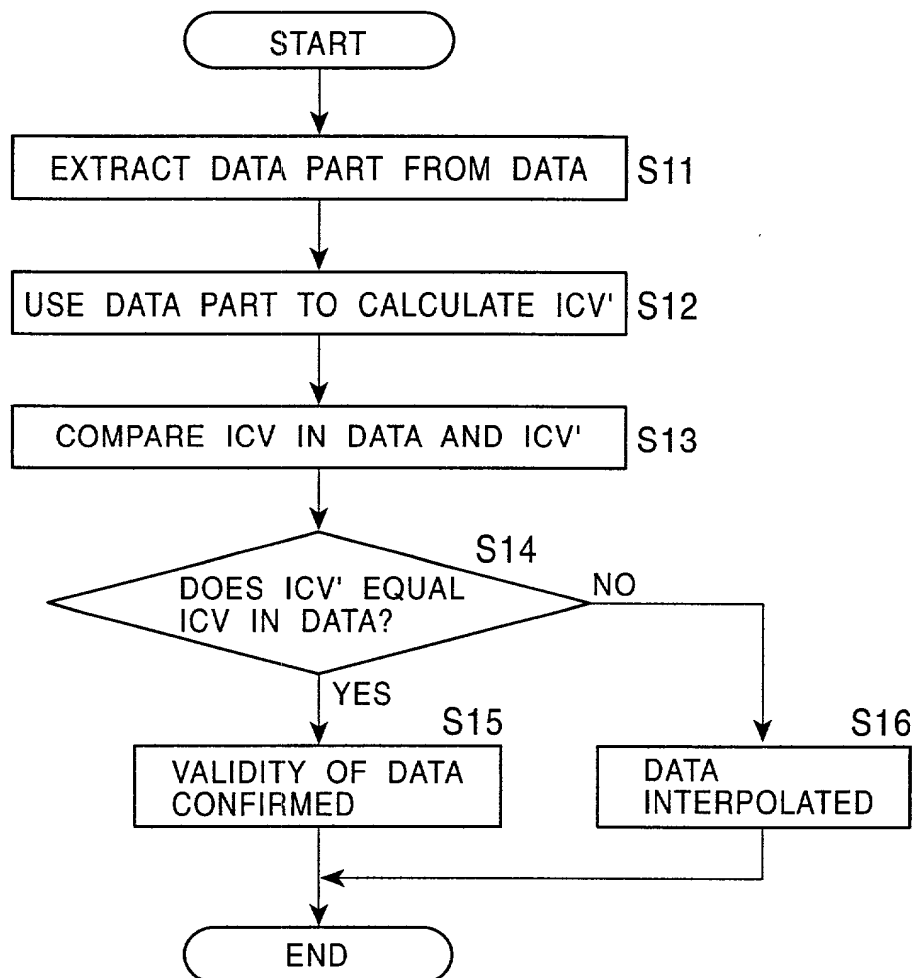 START
EXTRACT DATA PART FROM DATA
S11
USE DATA PART TO CALCULATE ICV'
S12
COMPARE ICV IN DATA AND ICV'
S13
S14
DOES ICV' EQUAL
ICV IN DATA?
NO
YES
S15
VALIDITY OF DATA
CONFIRMED
S16
DATA
INTERPOLATED
END